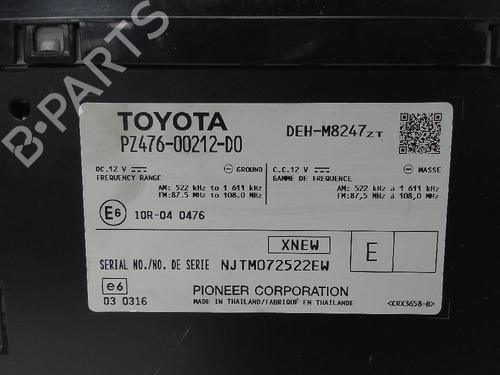 TOYOTA
PZ476-00212-D0
DEH-M8247ZT
DC.12 V ⊖ GROUND
FREQUENCY RANGE
AM: 522 kHz to 1 611 kHz
FM:87.5 MHz to 108.0 MHz
C.C.12 V ⊖ MASSE
GAMME DE FREQUENCE
AM: 522 kHz à 1 611 kHz
FM: 87,5 MHz à 108,0 MHz
E6 10R-04 0476
XNEW
E
SERIAL NO./NO. DE SERIE NJTM072522EW
e6
03 0316
PIONEER CORPORATION
MADE IN THAILAND/FABRIQUÉ EN THAILANDE
<CRX3658-B>
B-PARTS